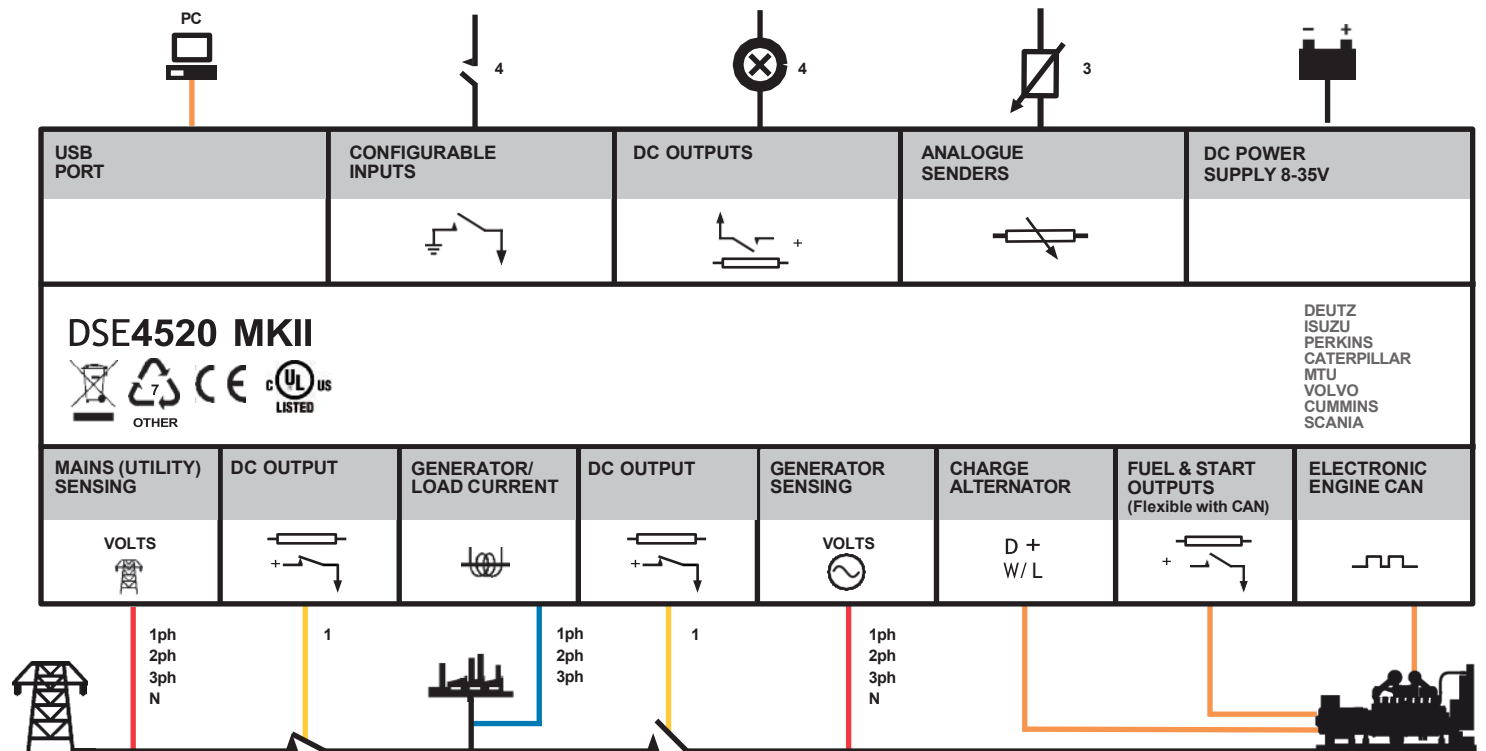 PC
4
4
3
- +
USB
PORT
CONFIGURABLE
INPUTS
DC OUTPUTS
ANALOGUE
SENDERS
DC POWER
SUPPLY 8-35V
+
DSE4520 MKII
7
OTHER
CE
C UL US
LISTED
DEUTZ
ISUZU
PERKINS
CATERPILLAR
MTU
VOLVO
CUMMINS
SCANIA
MAINS (UTILITY)
SENSING
DC OUTPUT
GENERATOR/
LOAD CURRENT
DC OUTPUT
GENERATOR
SENSING
CHARGE
ALTERNATOR
FUEL & START
OUTPUTS
(Flexible with CAN)
ELECTRONIC
ENGINE CAN
VOLTS
+
+
VOLTS
D +
W/ L
+
1ph
2ph
3ph
N
1
1ph
2ph
3ph
1
1ph
2ph
3ph
N